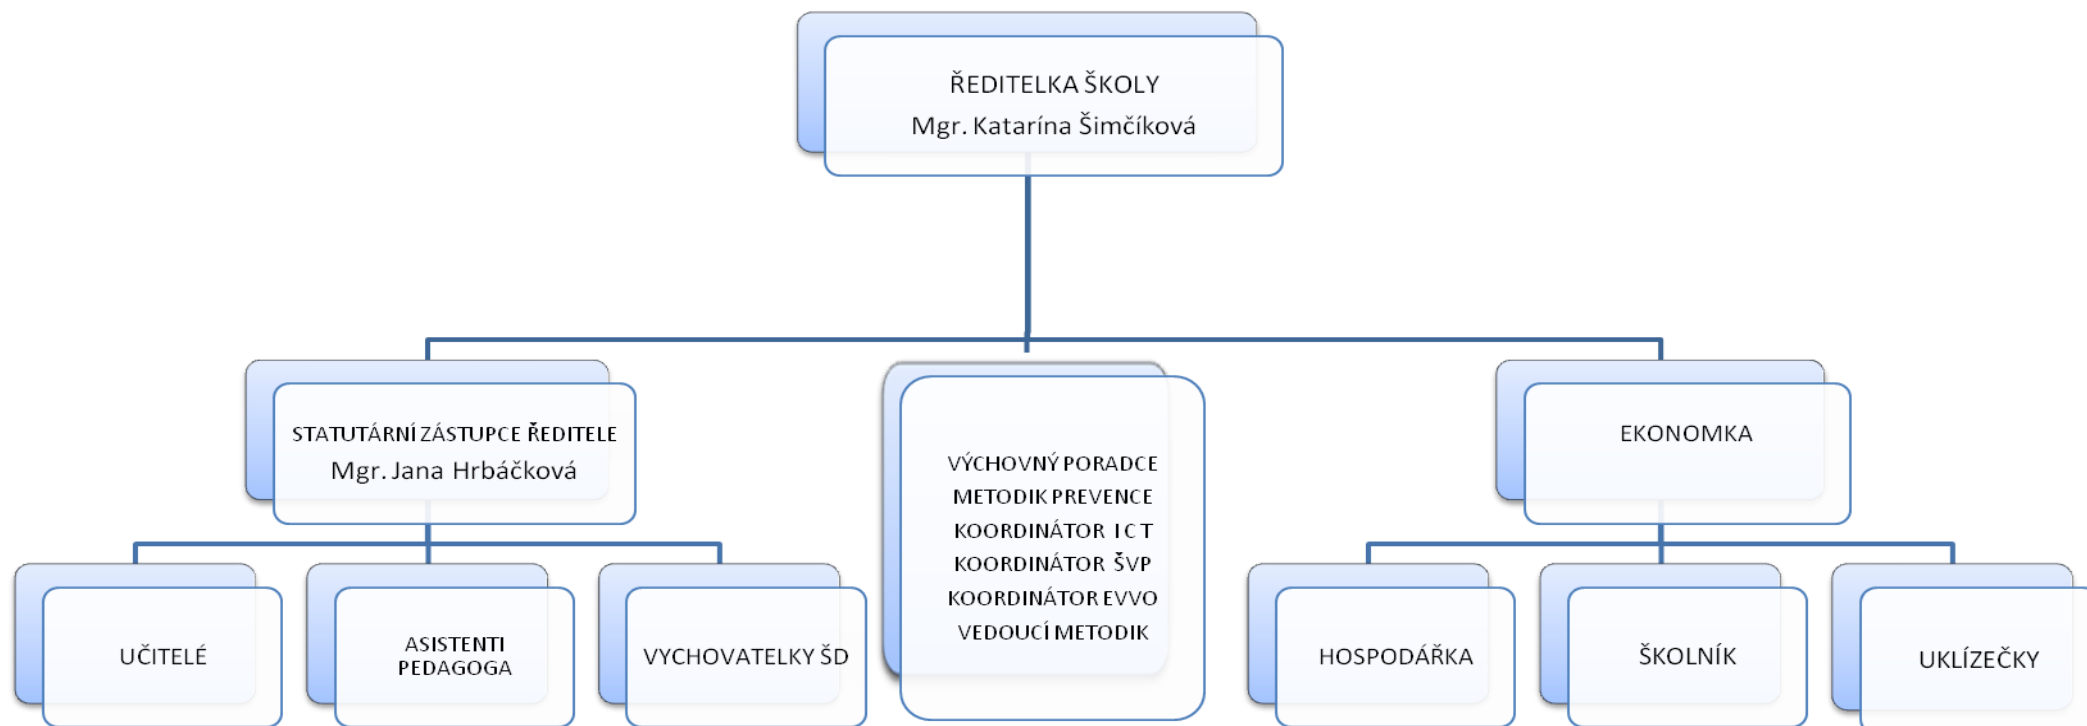 ŘEDITELKA ŠKOLY
Mgr. Katarína Šimčíková
STATUTÁRNÍ ZÁSTUPCE ŘEDITELE
Mgr. Jana Hrbáčková
VÝCHOVNÝ PORADCE
METODIK PREVENCE
KOORDINÁTOR I C T
KOORDINÁTOR ŠVP
KOORDINÁTOR EVVO
VEDOUCÍ METODIK
EKONOMKA
UČITELÉ
ASISTENTI
PEDAGOGA
VYCHOVATELKY ŠD
HOSPODÁŘKA
ŠKOLNÍK
UKLÍZEČKY